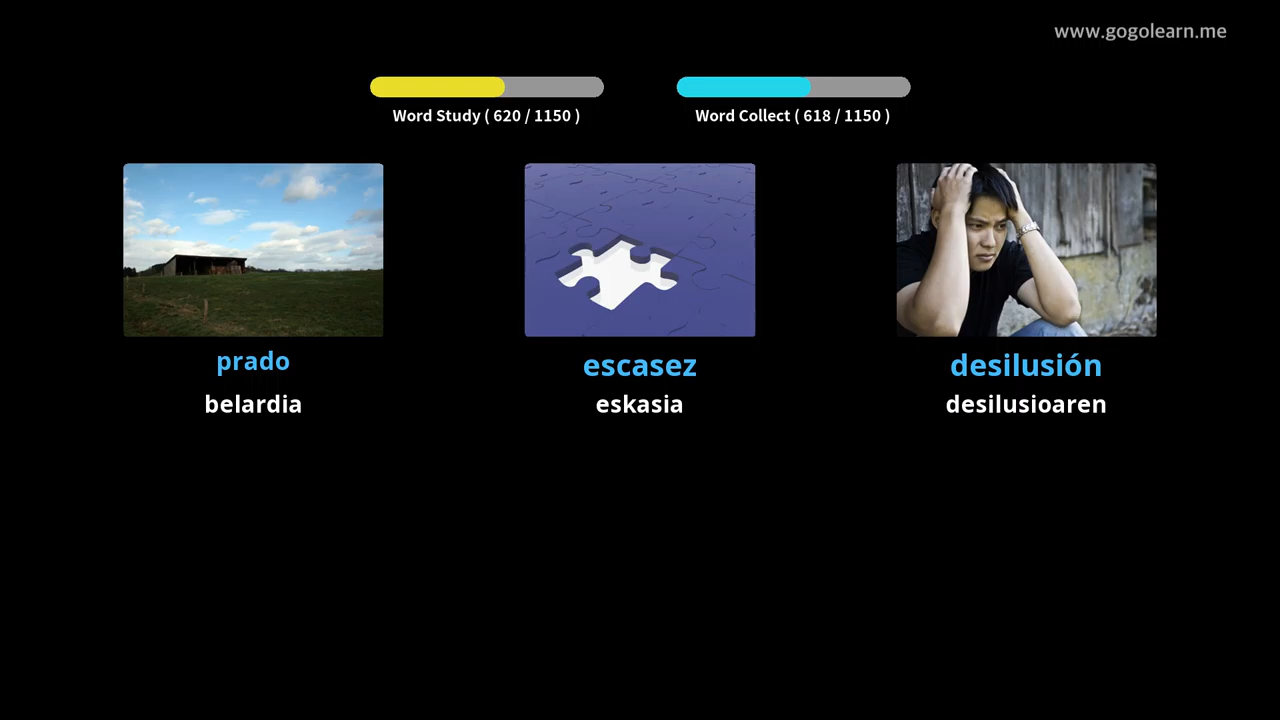 www.gogolearn.me
Word Study ( 620 / 1150 )
Word Collect ( 618 / 1150 )
prado
belardia
escasez
eskasia
desilusión
desilusioaren